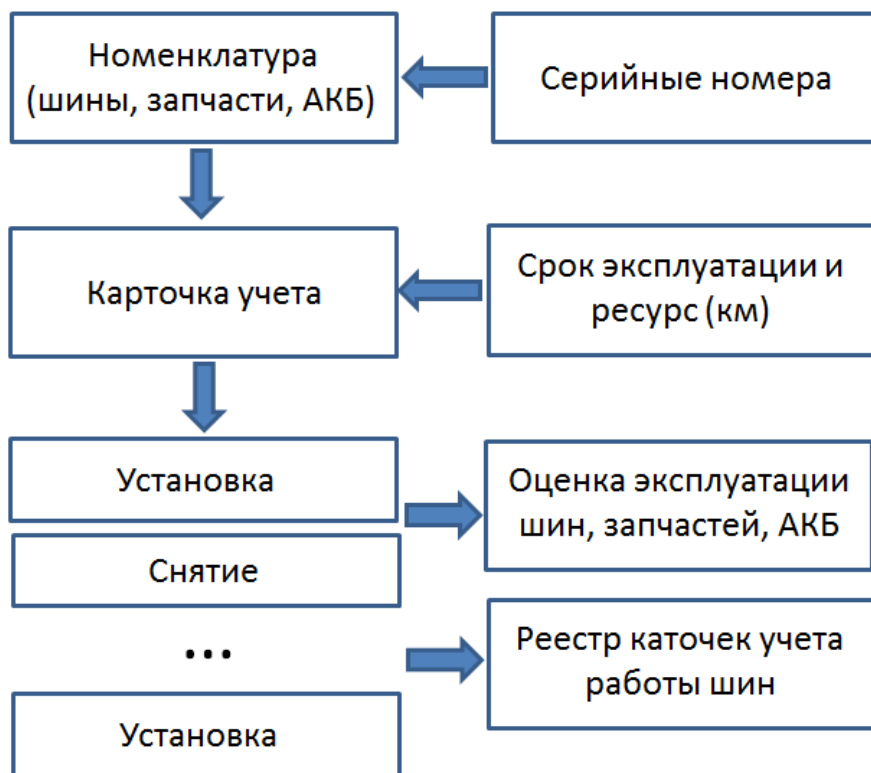 Номенклатура
(шины, запчасти, АКБ)
Серийные номера
Карточка учета
Срок эксплуатации и
ресурс (км)
Установка
Оценка эксплуатации
шин, запчастей, АКБ
Снятие
...
Реестр каточек учета
работы шин
Установка